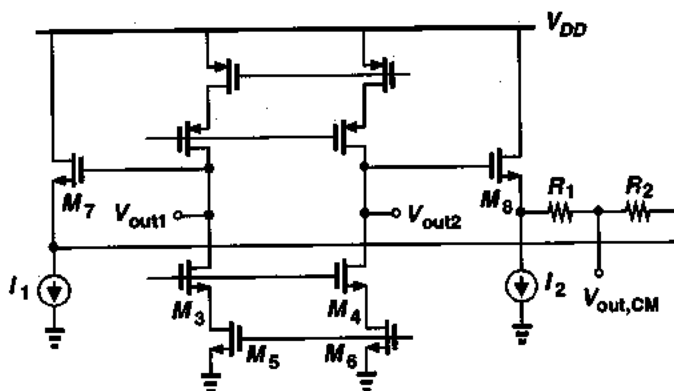 V_DD
M_7
V_out1
V_out2
M_8
R_1
R_2
I_1
M_3
M_4
I_2
V_out,CM
M_5
M_6